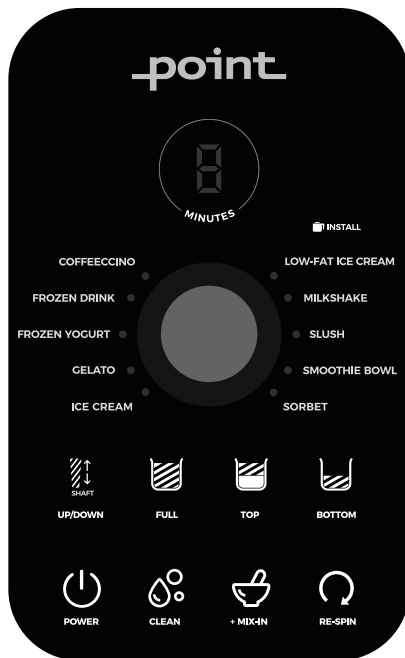 point
8
MINUTES
INSTALL
COFFEECCINO
LOW-FAT ICE CREAM
FROZEN DRINK
MILKSHAKE
FROZEN YOGURT
SLUSH
GELATO
SMOOTHIE BOWL
ICE CREAM
SORBET
SHAFT
UP/DOWN
FULL
TOP
BOTTOM
POWER
CLEAN
+ MIX-IN
RE-SPIN